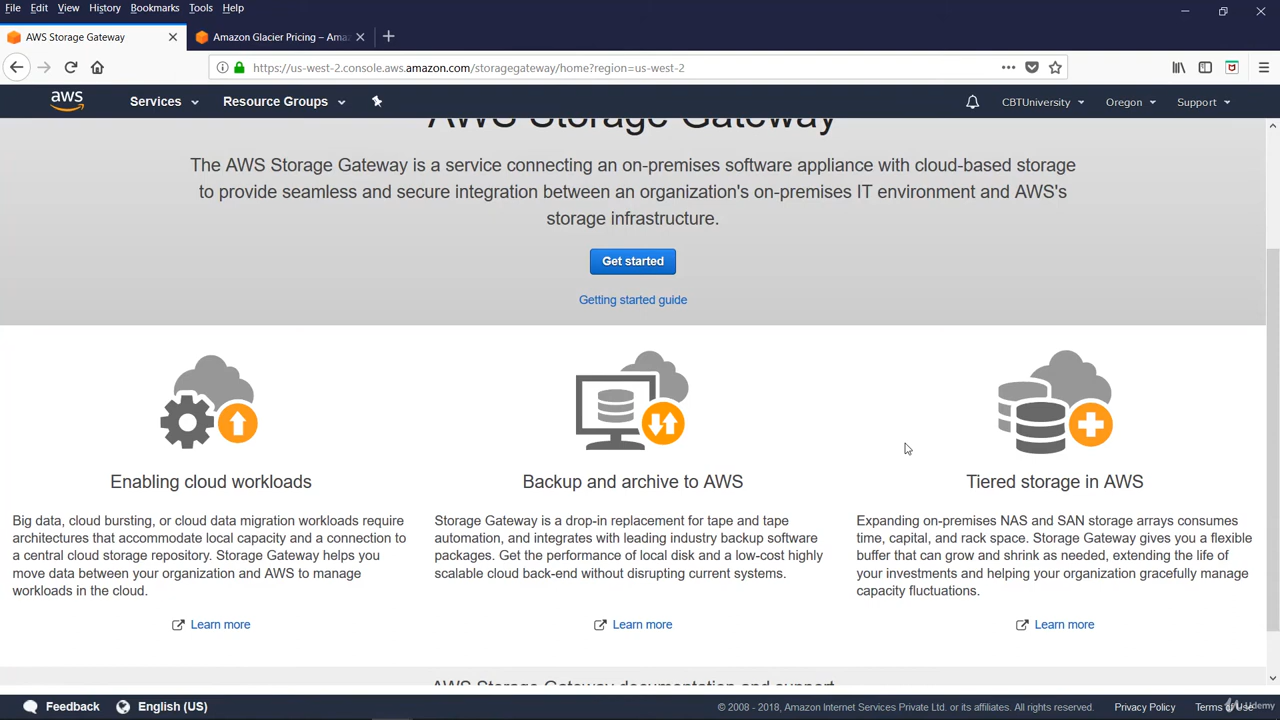 File Edit View History Bookmarks Tools Help
AWS Storage Gateway
Amazon Glacier Pricing – Ama
https://us-west-2.console.aws.amazon.com/storagegateway/home?region=us-west-2
aws Services Resource Groups CBTUniversity Oregon Support
AWS Storage Gateway
The AWS Storage Gateway is a service connecting an on-premises software appliance with cloud-based storage
to provide seamless and secure integration between an organization's on-premises IT environment and AWS's
storage infrastructure.
Get started
Getting started guide
Enabling cloud workloads
Big data, cloud bursting, or cloud data migration workloads require
architectures that accommodate local capacity and a connection to
a central cloud storage repository. Storage Gateway helps you
move data between your organization and AWS to manage
workloads in the cloud.
Learn more
Backup and archive to AWS
Storage Gateway is a drop-in replacement for tape and tape
automation, and integrates with leading industry backup software
packages. Get the performance of local disk and a low-cost highly
scalable cloud back-end without disrupting current systems.
Learn more
Tiered storage in AWS
Expanding on-premises NAS and SAN storage arrays consumes
time, capital, and rack space. Storage Gateway gives you a flexible
buffer that can grow and shrink as needed, extending the life of
your investments and helping your organization gracefully manage
capacity fluctuations.
Learn more
AWS Storage Gateway documentation and support
Feedback English (US) © 2008 - 2018, Amazon Internet Services Private Ltd. or its affiliates. All rights reserved. Privacy Policy Terms of Use
Udemy